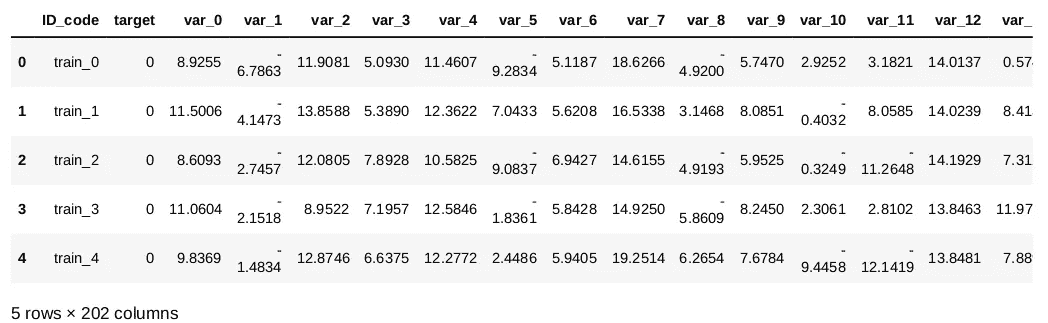 ID_code target var_0 var_1 var_2 var_3 var_4 var_5 var_6 var_7 var_8 var_9 var_10 var_11 var_12 var_
0 train_0 0 8.9255 -6.7863 11.9081 5.0930 11.4607 -9.2834 5.1187 18.6266 -4.9200 5.7470 2.9252 3.1821 14.0137 0.57
1 train_1 0 11.5006 -4.1473 13.8588 5.3890 12.3622 7.0433 5.6208 16.5338 3.1468 8.0851 -0.4032 8.0585 14.0239 8.41
2 train_2 0 8.6093 -2.7457 12.0805 7.8928 10.5825 -9.0837 6.9427 14.6155 -4.9193 5.9525 -0.3249 -11.2648 14.1929 7.31
3 train_3 0 11.0604 -2.1518 8.9522 7.1957 12.5846 -1.8361 5.8428 14.9250 -5.8609 8.2450 2.3061 2.8102 13.8463 11.97
4 train_4 0 9.8369 -1.4834 12.8746 6.6375 12.2772 2.4486 5.9405 19.2514 6.2654 7.6784 -9.4458 -12.1419 13.8481 7.88
5 rows × 202 columns